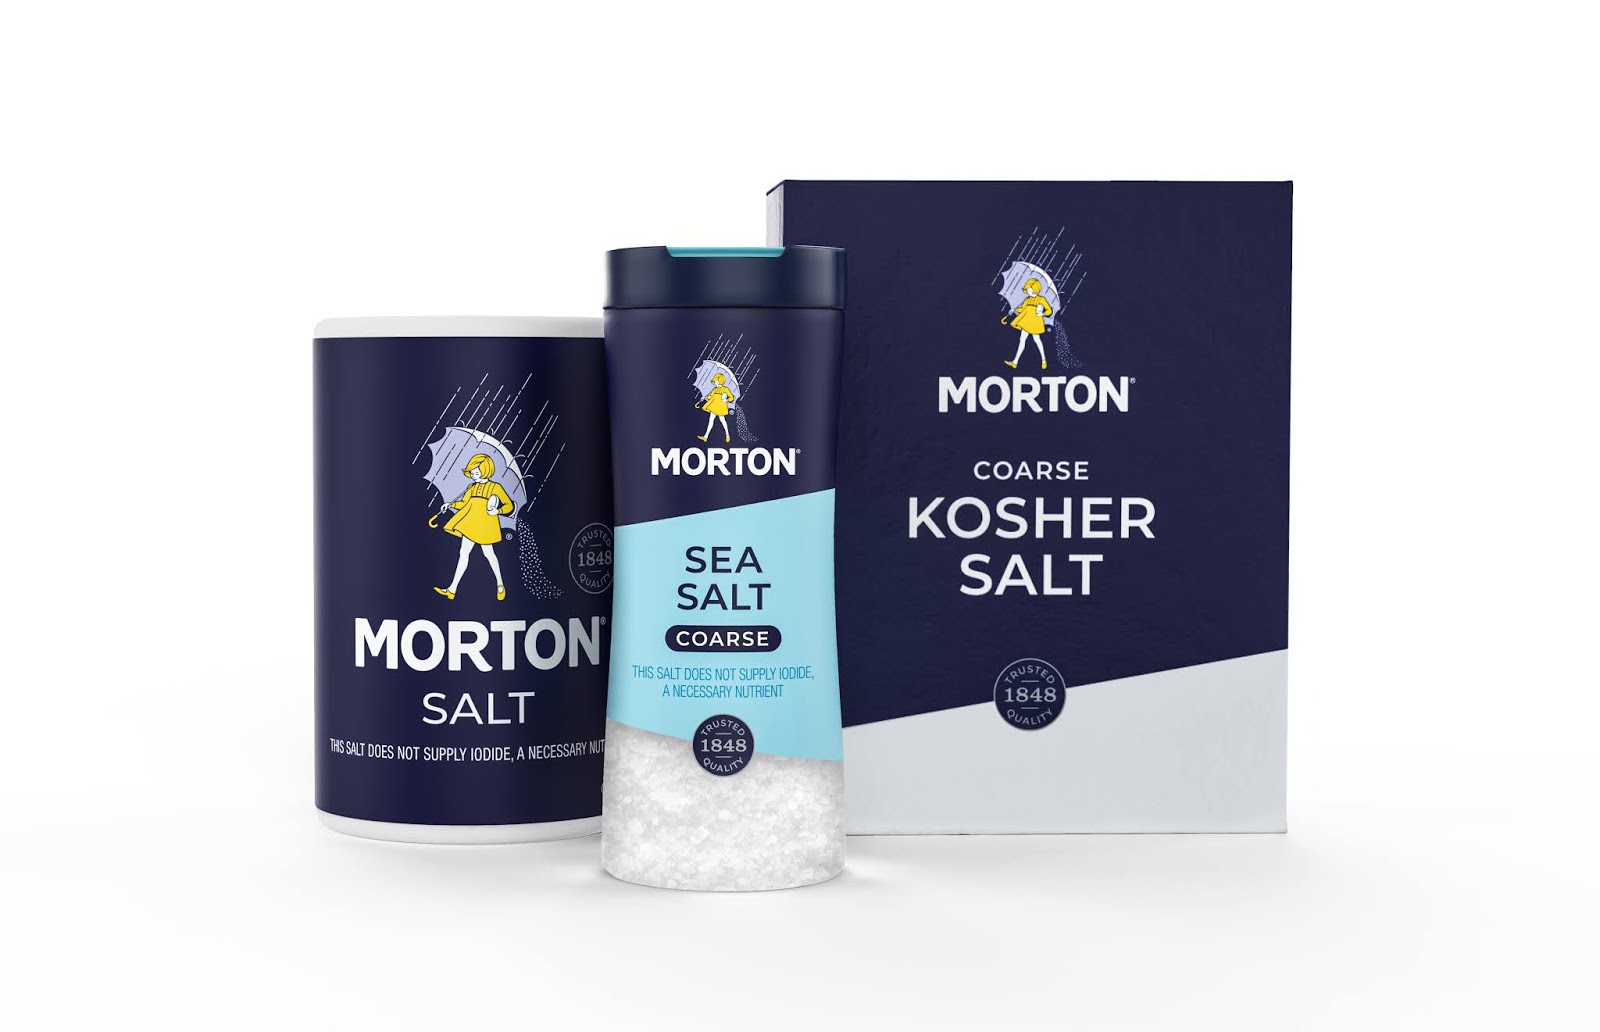 TRUSTED
1848
QUALITY
MORTON®
SALT
THIS SALT DOES NOT SUPPLY IODIDE, A NECESSARY
MORTON®
SEA
SALT
COARSE
THIS SALT DOES NOT SUPPLY IODIDE,
A NECESSARY NUTRIENT
TRUSTED
1848
QUALITY
MORTON®
COARSE
KOSHER
SALT
TRUSTED
1848
QUALITY